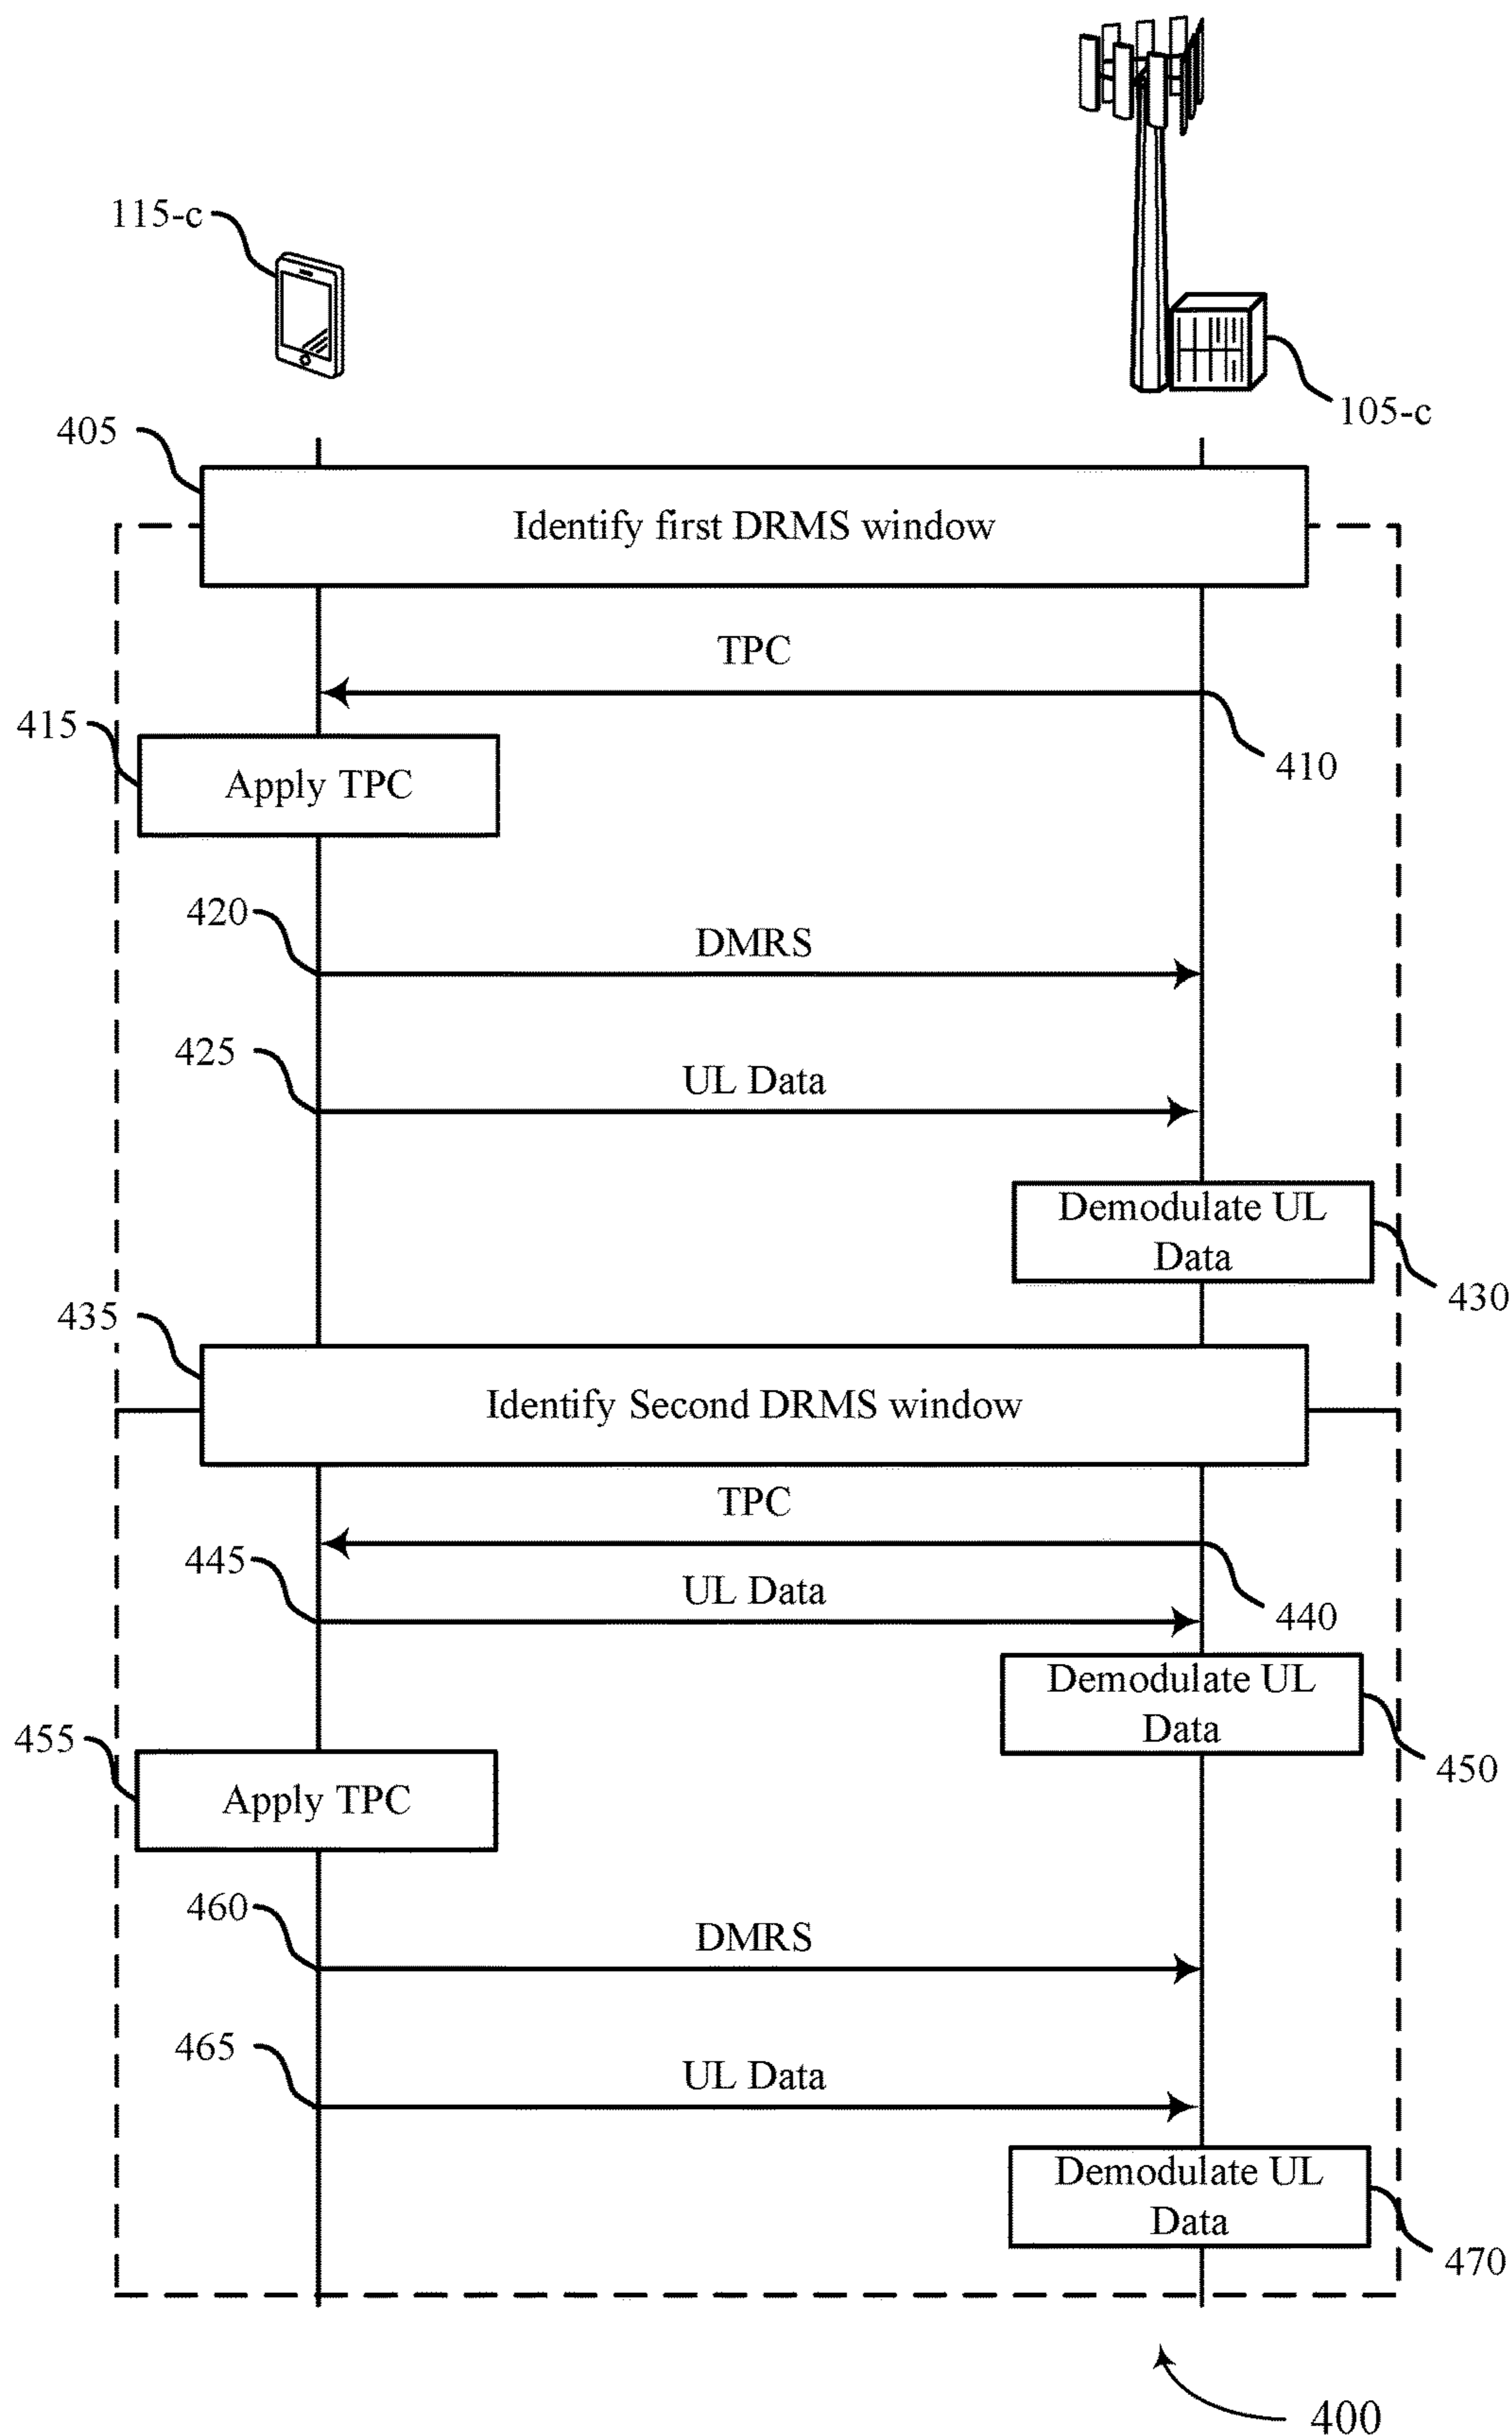 115-c
105-c
405
Identify first DRMS window
TPC
415
410
Apply TPC
420
DMRS
425
UL Data
Demodulate UL
Data
430
435
Identify Second DRMS window
TPC
445
UL Data
440
Demodulate UL
Data
455
450
Apply TPC
460
DMRS
465
UL Data
Demodulate UL
Data
470
400